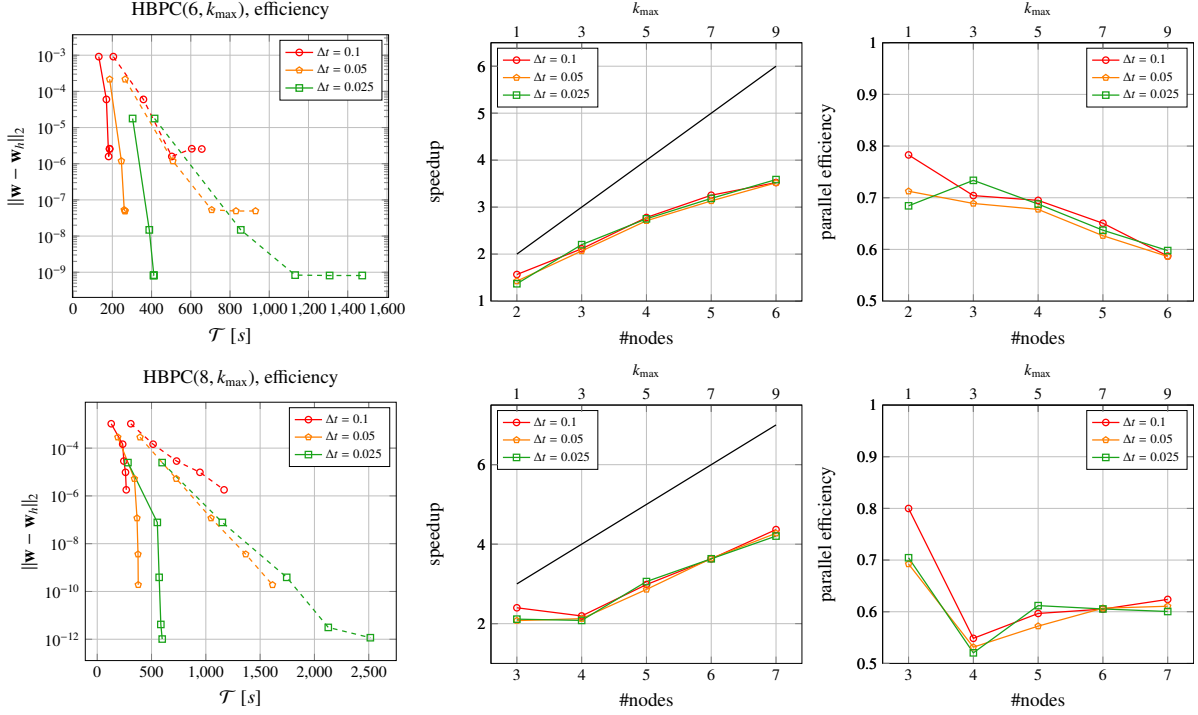 HBPC(6, k_max), efficiency
10^−3
10^−4
10^−5
10^−6
10^−7
10^−8
10^−9
||w − w_h||_2
0 200 400 600 800 1,000 1,200 1,400 1,600
𝒯 [s]
Δt = 0.1
Δt = 0.05
Δt = 0.025
k_max
1 3 5 7 9
6
5
4
3
2
1
speedup
2 3 4 5 6
#nodes
Δt = 0.1
Δt = 0.05
Δt = 0.025
k_max
1 3 5 7 9
1
0.9
0.8
0.7
0.6
0.5
parallel efficiency
2 3 4 5 6
#nodes
Δt = 0.1
Δt = 0.05
Δt = 0.025
HBPC(8, k_max), efficiency
10^−4
10^−6
10^−8
10^−10
10^−12
||w − w_h||_2
0 500 1,000 1,500 2,000 2,500
𝒯 [s]
Δt = 0.1
Δt = 0.05
Δt = 0.025
k_max
1 3 5 7 9
6
4
2
speedup
3 4 5 6 7
#nodes
Δt = 0.1
Δt = 0.05
Δt = 0.025
k_max
1 3 5 7 9
1
0.9
0.8
0.7
0.6
0.5
parallel efficiency
3 4 5 6 7
#nodes
Δt = 0.1
Δt = 0.05
Δt = 0.025